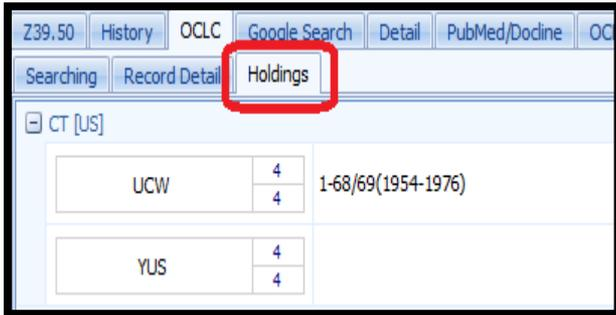 Z39.50 History OCLC Google Search Detail PubMed/Docline
Searching Record Detail Holdings
CT [US]
UCW 4 1-68/69(1954-1976)
4
YUS 4
4